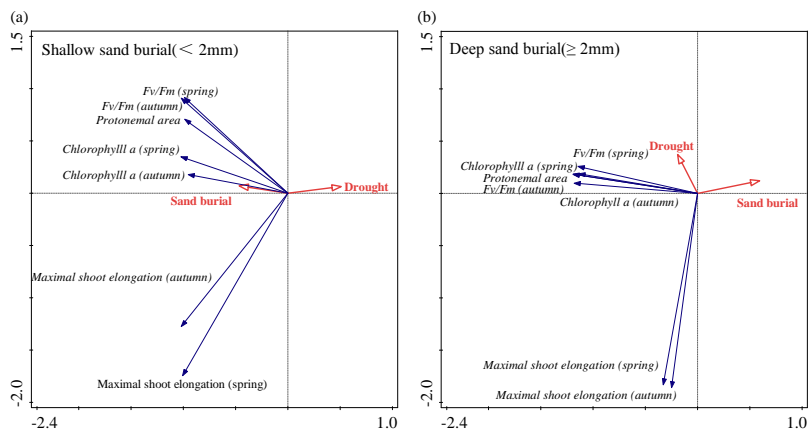 (a)
1.5
Shallow sand burial(< 2mm)
Fv/Fm (spring)
Fv/Fm (autumn)
Protonemal area
Chlorophylll a (spring)
Chlorophylll a (autumn)
Sand burial
Drought
Maximal shoot elongation (autumn)
Maximal shoot elongation (spring)
-2.0
-2.4
1.0
(b)
1.5
Deep sand burial(≥ 2mm)
Drought
Fv/Fm (spring)
Chlorophylll a (spring)
Protonemal area
Fv/Fm (autumn)
Chlorophyll a (autumn)
Sand burial
Maximal shoot elongation (spring)
Maximal shoot elongation (autumn)
-2.0
-2.4
1.0